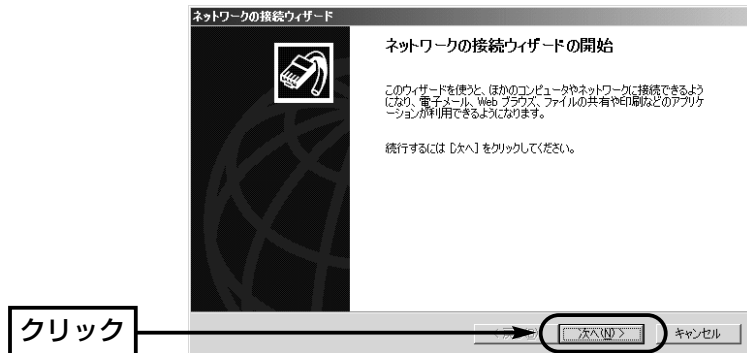 ネットワークの接続ウィザード
ネットワークの接続ウィザードの開始
このウィザードを使うと、ほかのコンピュータやネットワークに接続できるよう
になり、電子メール、Web ブラウズ、ファイルの共有や印刷などのアプリケ
ーションが利用できるようになります。
続行するには [次へ] をクリックしてください。
クリック
次へ(N) >
キャンセル